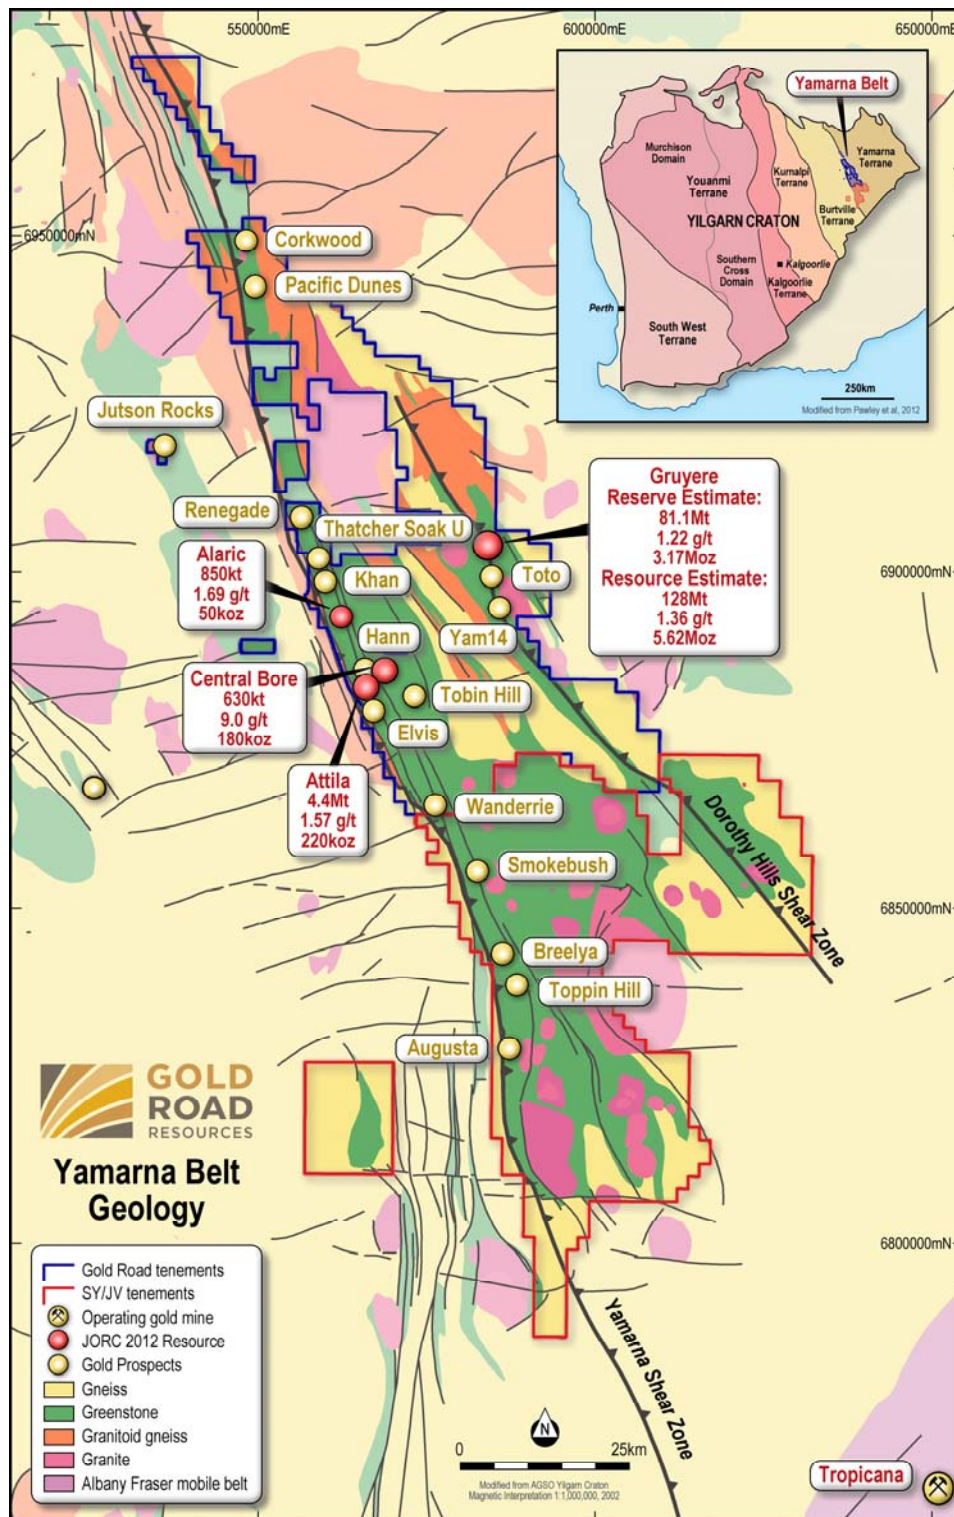 550000mE
600000mE
650000mE
Yamarna Belt
Murchison
Domain
Youanmi
Terrane
Kurnalpi
Terrane
Yamarna
Terrane
YILGARN CRATON
Burtville
Terrane
Southern
Cross
Domain
Kalgoorlie
Kalgoorlie
Terrane
Perth
South West
Terrane
250km
Modified from Pawley et al, 2012
6950000mN
Corkwood
Pacific Dunes
Jutson Rocks
Renegade
Thatcher Soak U
Gruyere
Reserve Estimate:
81.1Mt
1.22 g/t
3.17Moz
Resource Estimate:
128Mt
1.36 g/t
5.62Moz
Alaric
850kt
1.69 g/t
50koz
Khan
Toto
6900000mN
Hann
Yam14
Central Bore
630kt
9.0 g/t
180koz
Tobin Hill
Elvis
Attila
4.4Mt
1.57 g/t
220koz
Wanderrie
Dorothy Hills Shear Zone
Smokebush
6850000mN
Breelya
Toppin Hill
Augusta
GOLD
ROAD
RESOURCES
Yamarna Belt
Geology
6800000mN
Gold Road tenements
SY/JV tenements
Operating gold mine
JORC 2012 Resource
Gold Prospects
Gneiss
Greenstone
Granitoid gneiss
Granite
Albany Fraser mobile belt
Yamarna Shear Zone
N
0
25km
Modified from AGSO Yilgarn Craton
Magnetic Interpretation 1:1,000,000, 2002
Tropicana